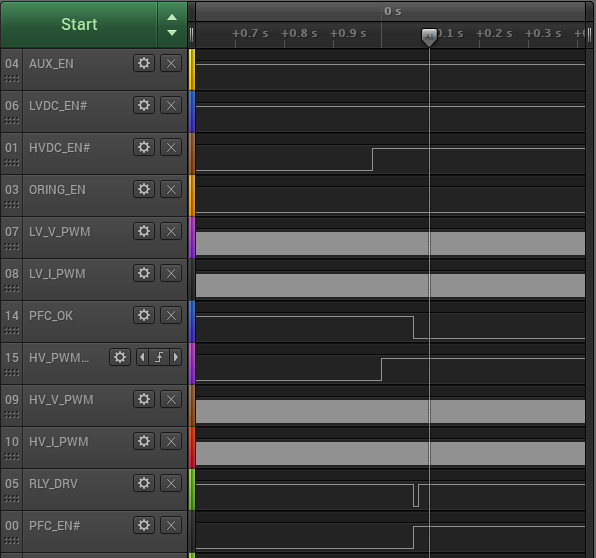 Start
0 s
+0.7 s +0.8 s +0.9 s A1 0.1 s +0.2 s +0.3 s +0
04 AUX_EN
06 LVDC_EN#
01 HVDC_EN#
03 ORING_EN
07 LV_V_PWM
08 LV_I_PWM
14 PFC_OK
15 HV_PWM...
09 HV_V_PWM
10 HV_I_PWM
05 RLY_DRV
00 PFC_EN#